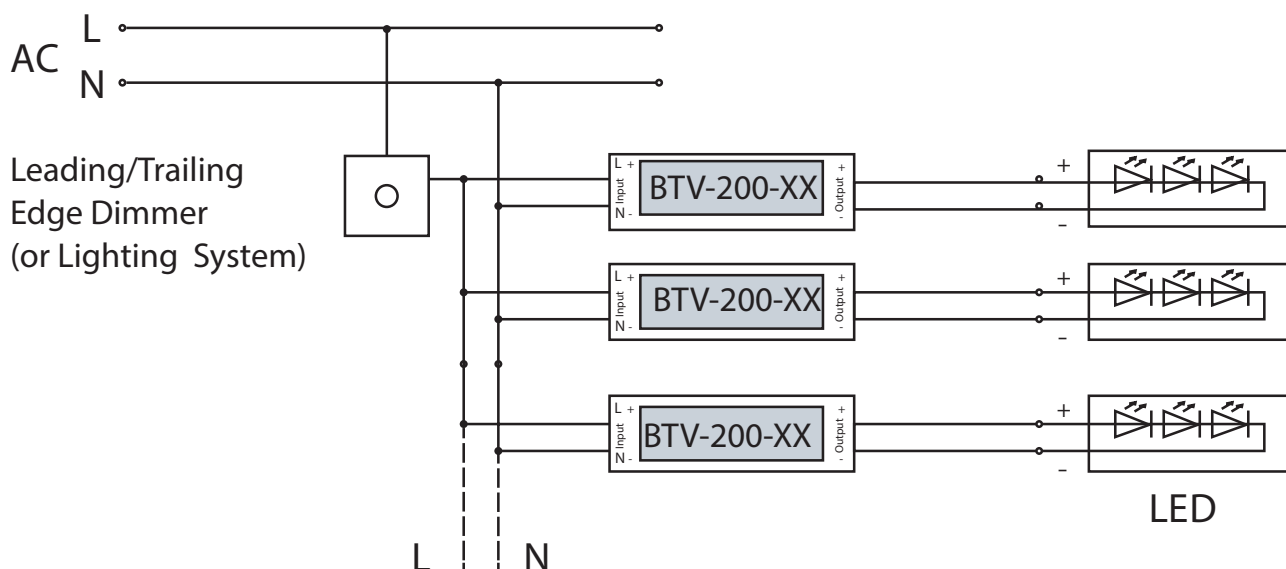 L
AC
N
Leading/Trailing
Edge Dimmer
(or Lighting System)
L +
Input
N -
BTV-200-XX
+
Output
-
+
–
L +
Input
N -
BTV-200-XX
+
Output
-
+
–
L +
Input
N -
BTV-200-XX
+
Output
-
+
–
LED
L N